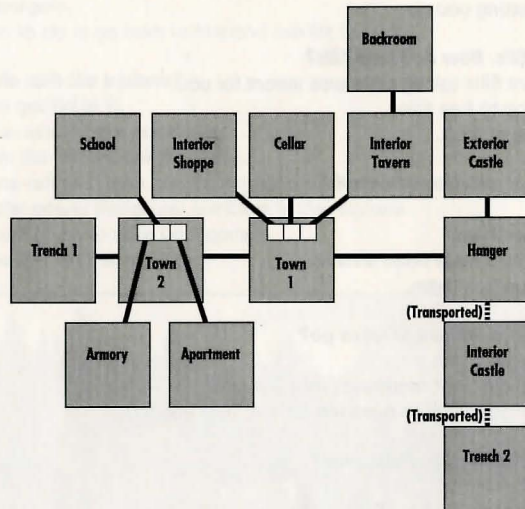 Backroom
School
Interior
Shoppe
Cellar
Interior
Tavern
Exterior
Castle
Trench 1
Town
2
Town
1
Hanger
(Transported)
Armory
Apartment
Interior
Castle
(Transported)
Trench 2